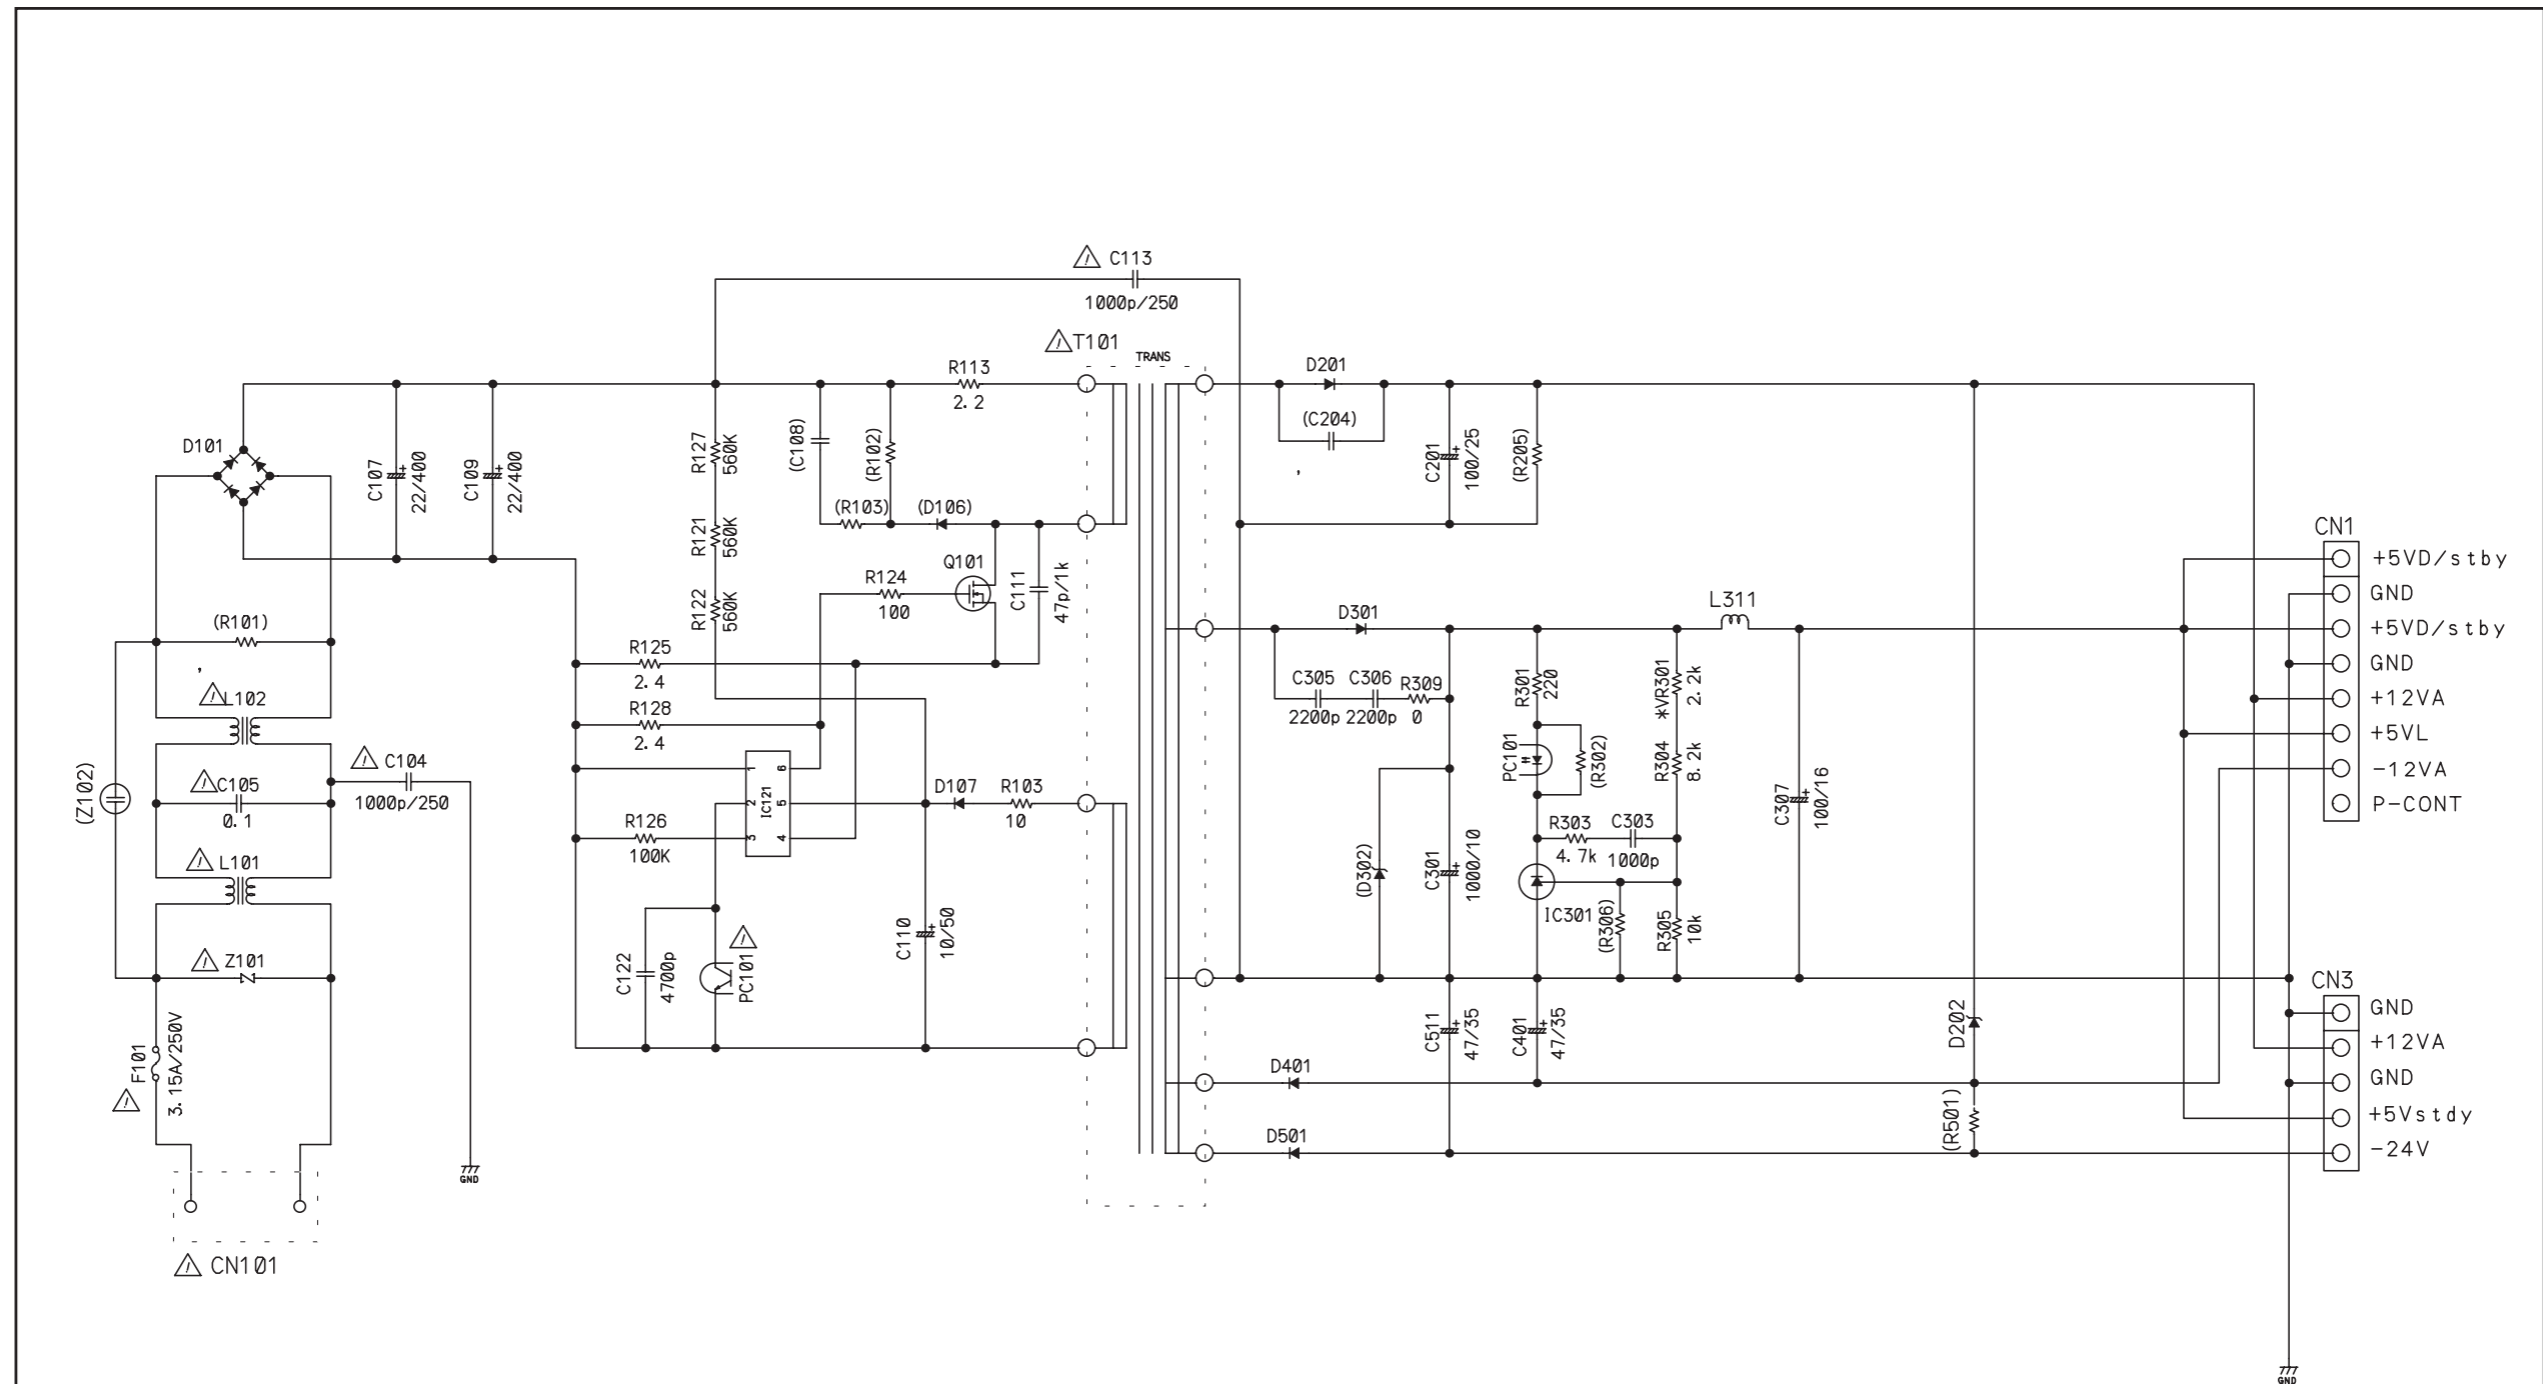 C113
1000p/250
T101
TRANS
R113
2.2
D201
(C204)
,
C201
100/25
(R205)
D101
C107
22/400
C109
22/400
R127
560K
(C108)
(R102)
(R103)
(D106)
R121
560K
Q101
R124
100
C111
47p/1k
R122
560K
CN1
+5VD/stby
GND
+5VD/stby
GND
+12VA
+5VL
-12VA
P-CONT
(R101)
,
R125
2.4
R128
2.4
D301
L311
C305
2200p
C306
2200p
R309
0
R301
220
*VR301
2.2k
L102
C104
1000p/250
C105
0.1
(Z102)
L101
Z101
IC121
1
2
3
4
5
6
D107
R103
10
R126
100K
PC101
(R302)
R304
8.2k
C307
100/16
R303
4.7k
C303
1000p
(D302)
C301
1000/10
IC301
(R306)
R305
10k
C122
4700p
PC101
C110
10/50
F101
3.15A/250V
C511
47/35
C401
47/35
D202
D401
D501
(R501)
CN3
GND
+12VA
GND
+5Vstdy
-24V
GND
CN101
GND